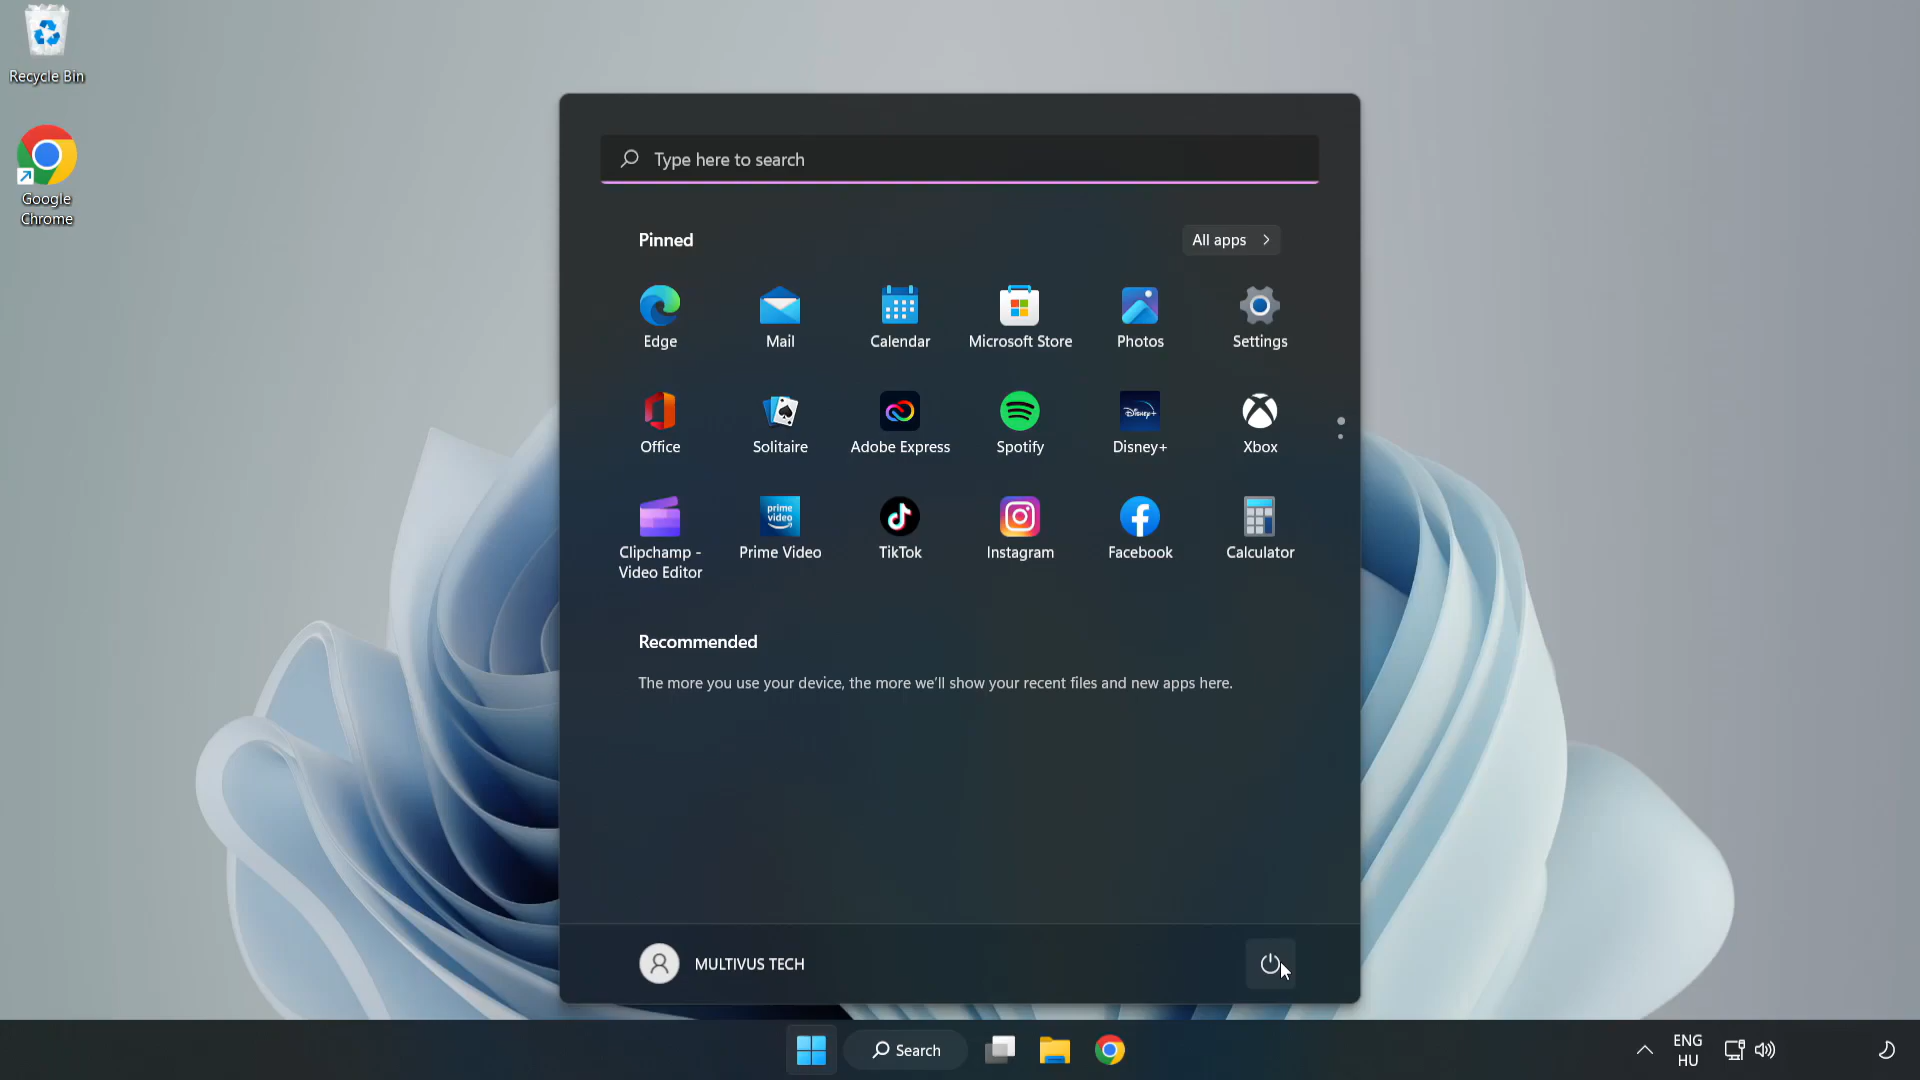 Recycle Bin
Google
Chrome
Type here to search
Pinned
All apps
Edge
Mail
Calendar
Microsoft Store
Photos
Settings
Office
Solitaire
Adobe Express
Spotify
Disney+
Disney+
Xbox
prime
video
Clipchamp -
Video Editor
Prime Video
TikTok
Instagram
Facebook
Calculator
Recommended
The more you use your device, the more we'll show your recent files and new apps here.
MULTIVUS TECH
Search
ENG
HU